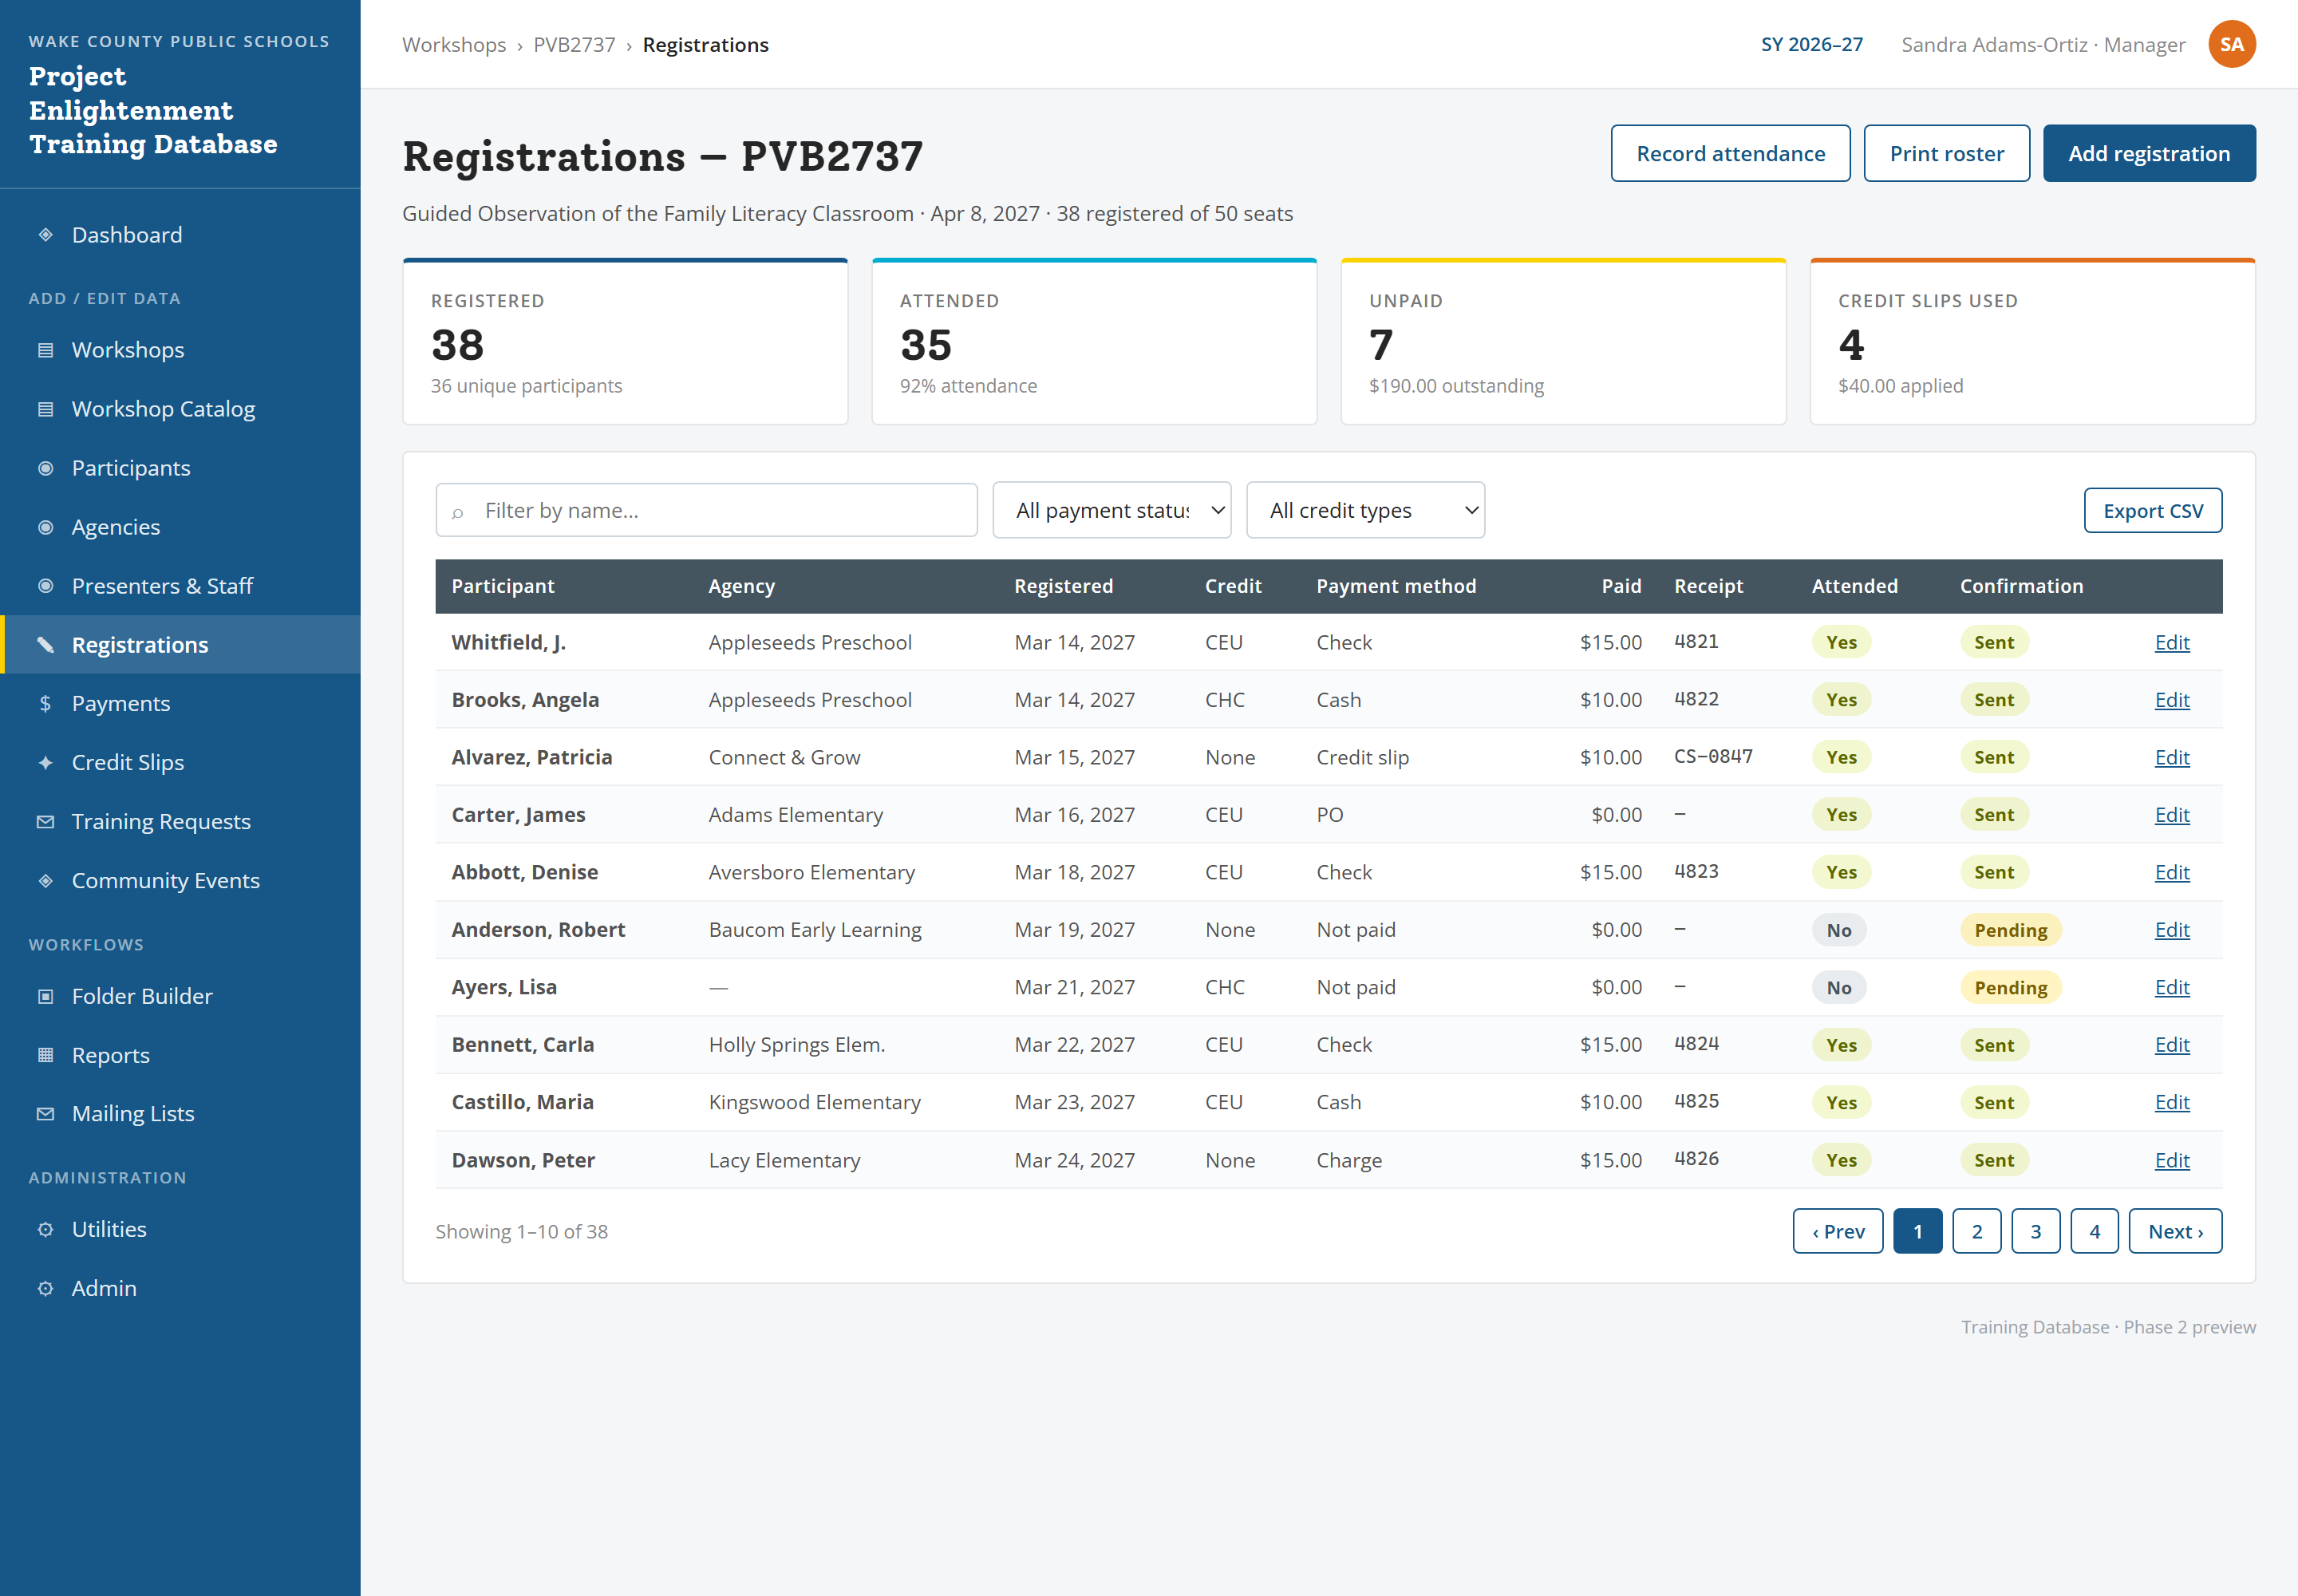 WAKE COUNTY PUBLIC SCHOOLS
Project
Enlightenment
Training Database
Dashboard
ADD / EDIT DATA
Workshops
Workshop Catalog
Participants
Agencies
Presenters & Staff
Registrations
$ Payments
Credit Slips
Training Requests
Community Events
WORKFLOWS
Folder Builder
Reports
Mailing Lists
ADMINISTRATION
Utilities
Admin
Workshops › PVB2737 › Registrations
SY 2026–27 Sandra Adams-Ortiz · Manager SA
Registrations – PVB2737
Record attendance Print roster Add registration
Guided Observation of the Family Literacy Classroom · Apr 8, 2027 · 38 registered of 50 seats
REGISTERED
38
36 unique participants
ATTENDED
35
92% attendance
UNPAID
7
$190.00 outstanding
CREDIT SLIPS USED
4
$40.00 applied
Filter by name... All payment status All credit types Export CSV
Participant Agency Registered Credit Payment method Paid Receipt Attended Confirmation
Whitfield, J. Appleseeds Preschool Mar 14, 2027 CEU Check $15.00 4821 Yes Sent Edit
Brooks, Angela Appleseeds Preschool Mar 14, 2027 CHC Cash $10.00 4822 Yes Sent Edit
Alvarez, Patricia Connect & Grow Mar 15, 2027 None Credit slip $10.00 CS-0847 Yes Sent Edit
Carter, James Adams Elementary Mar 16, 2027 CEU PO $0.00 – Yes Sent Edit
Abbott, Denise Aversboro Elementary Mar 18, 2027 CEU Check $15.00 4823 Yes Sent Edit
Anderson, Robert Baucom Early Learning Mar 19, 2027 None Not paid $0.00 – No Pending Edit
Ayers, Lisa — Mar 21, 2027 CHC Not paid $0.00 – No Pending Edit
Bennett, Carla Holly Springs Elem. Mar 22, 2027 CEU Check $15.00 4824 Yes Sent Edit
Castillo, Maria Kingswood Elementary Mar 23, 2027 CEU Cash $10.00 4825 Yes Sent Edit
Dawson, Peter Lacy Elementary Mar 24, 2027 None Charge $15.00 4826 Yes Sent Edit
Showing 1–10 of 38 ‹ Prev 1 2 3 4 Next ›
Training Database · Phase 2 preview